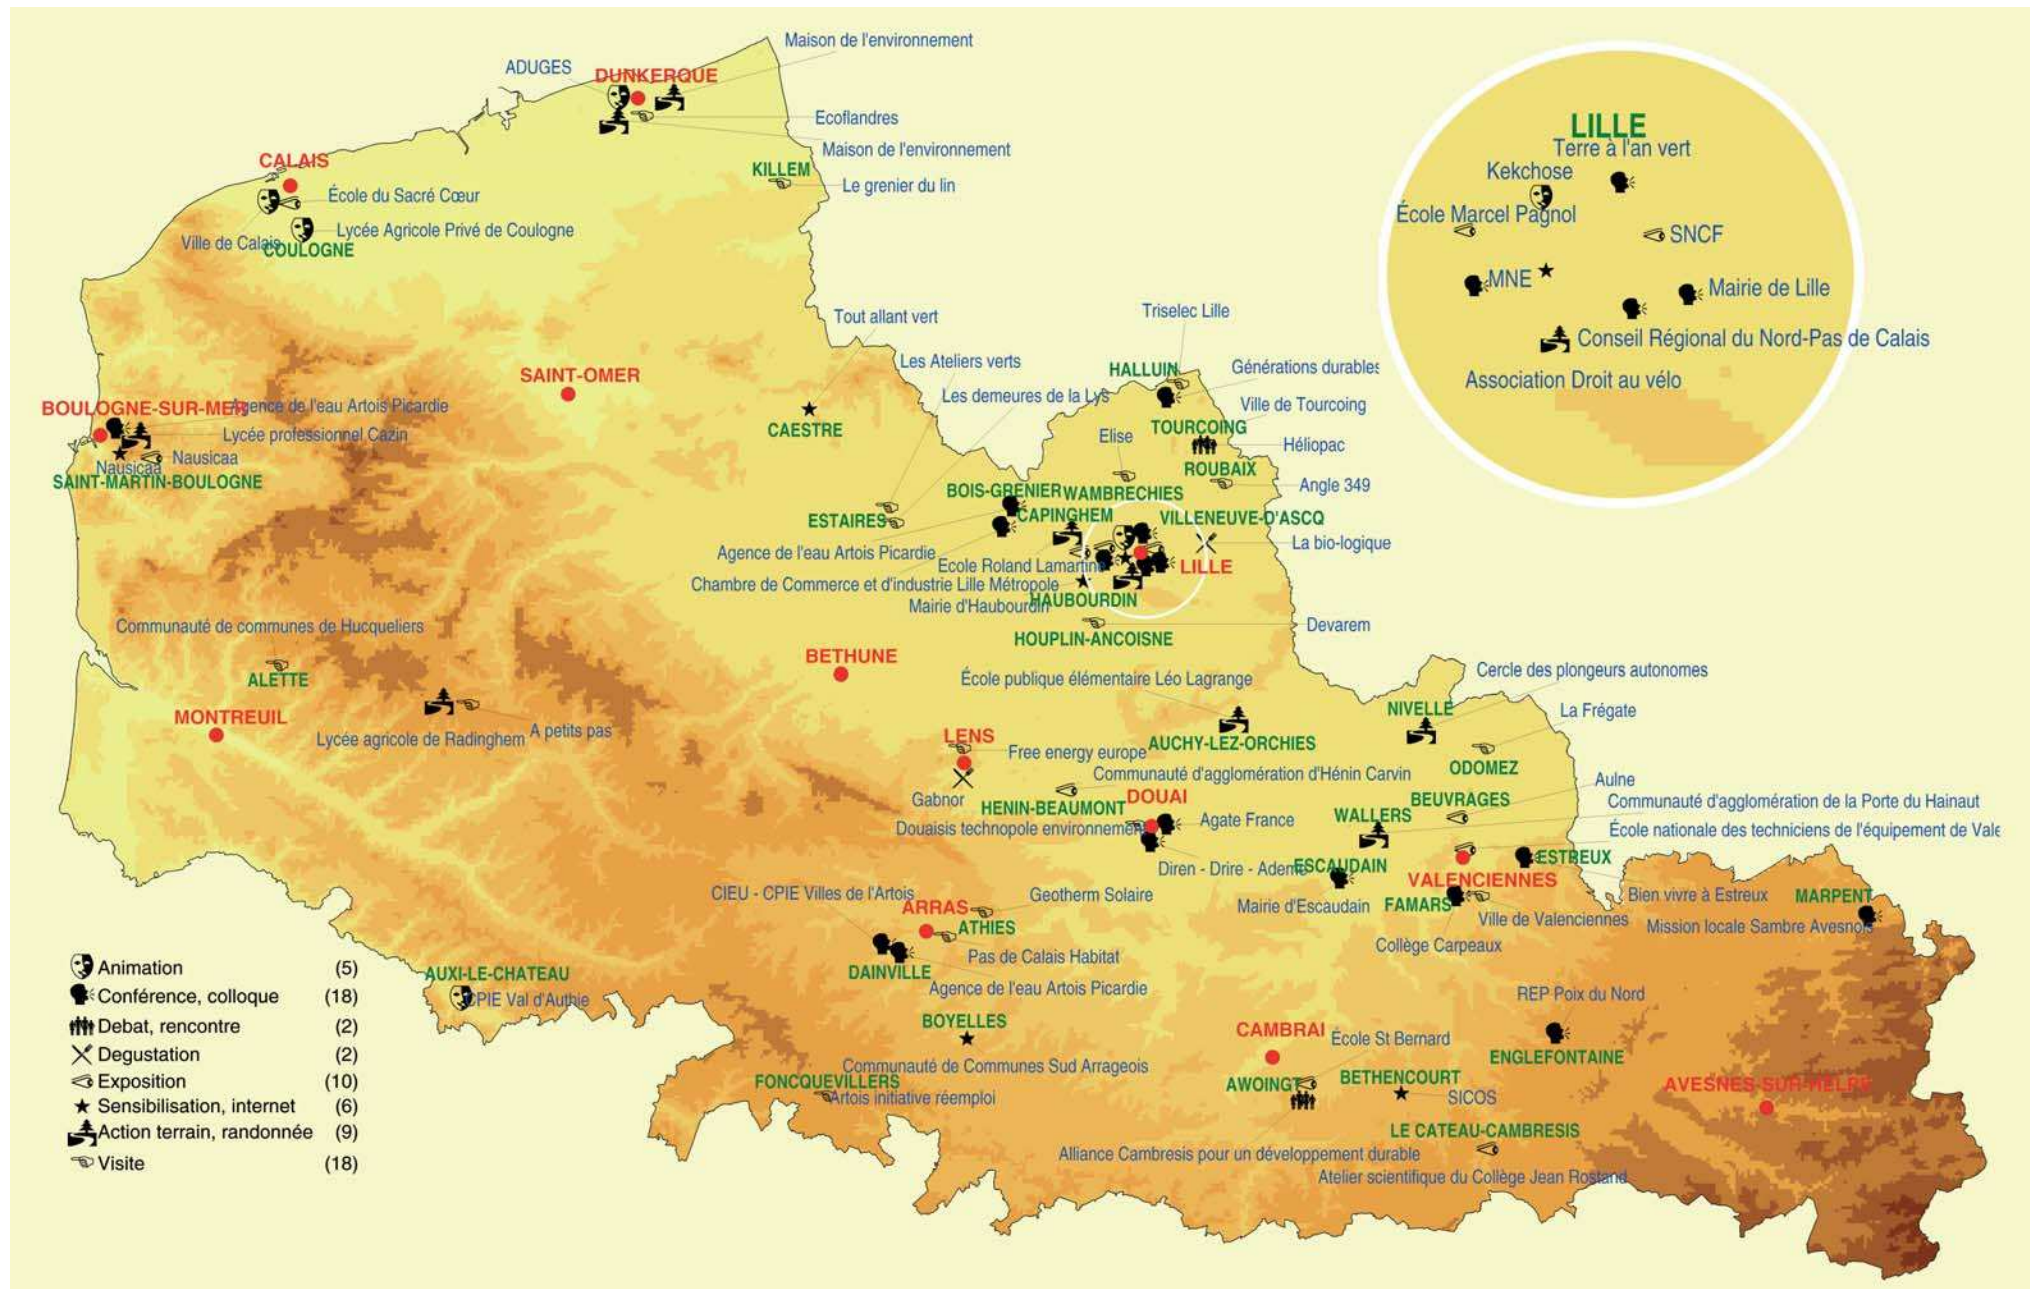 Maison de l'environnement
ADUGES
DUNKERQUE
Ecoflandres
Maison de l'environnement
KILLEM
Le grenier du lin
CALAIS
École du Sacré Cœur
Lycée Agricole Privé de Coulogne
Ville de Calais
COULOGNE
LILLE
Terre à l'an vert
Kekchose
École Marcel Pagnol
SNCF
MNE
Mairie de Lille
Conseil Régional du Nord-Pas de Calais
Association Droit au vélo
Tout allant vert
Triselec Lille
Les Ateliers verts
HALLUIN
Générations durables
SAINT-OMER
Les demeures de la Lys
Ville de Tourcoing
BOULOGNE-SUR-MER
Agence de l'eau Artois Picardie
Lycée professionnel Cazin
CAESTRE
Elise
TOURCOING
Héliopac
Nausicaa
Nausicaa
SAINT-MARTIN-BOULOGNE
ROUBAIX
Angle 349
BOIS-GRENIER
WAMBRECHIES
CAPINGHEM
ESTAIRES
VILLENEUVE-D'ASCQ
La bio-logique
Agence de l'eau Artois Picardie
Ecole Roland Lamartine
LILLE
Chambre de Commerce et d'industrie Lille Métropole
Mairie d'Haubourdin
HAUBOURDIN
Communauté de communes de Hucqueliers
HOUPLIN-ANCOISNE
Devarem
ALETTE
BETHUNE
École publique élémentaire Léo Lagrange
Cercle des plongeurs autonomes
MONTREUIL
Lycée agricole de Radinghem
A petits pas
NIVELLE
La Frégate
LENS
Free energy europe
AUCHY-LEZ-ORCHIES
ODOMEZ
Communauté d'agglomération d'Hénin Carvin
Aulne
Gabnor
HENIN-BEAUMONT
DOUAI
BEUVRAGES
Communauté d'agglomération de la Porte du Hainaut
WALLERS
Douaisis technopole environnement
Agate France
École nationale des techniciens de l'équipement de Vale
Diren - Drire - Ademe
ESCAUDAIN
ESTREUX
VALENCIENNES
CIEU - CPIE Villes de l'Artois
Geotherm Solaire
Mairie d'Escaudain
FAMARS
Bien vivre à Estreux
MARPENT
ARRAS
ATHIES
Ville de Valenciennes
Mission locale Sambre Avesnois
Collège Carpeaux
Pas de Calais Habitat
DAINVILLE
Agence de l'eau Artois Picardie
AUXI-LE-CHATEAU
CPIE Val d'Authie
REP Poix du Nord
BOYELLES
CAMBRAI
École St Bernard
ENGLEFONTAINE
Communauté de Communes Sud Arrageois
FONCQUEVILLERS
Artois initiative réemploi
AWOINGT
BETHENCOURT
SICOS
AVESNES-SUR-HELPE
LE CATEAU-CAMBRESIS
Alliance Cambresis pour un développement durable
Atelier scientifique du Collège Jean Rostand
Animation (5)
Conférence, colloque (18)
Debat, rencontre (2)
Degustation (2)
Exposition (10)
Sensibilisation, internet (6)
Action terrain, randonnée (9)
Visite (18)